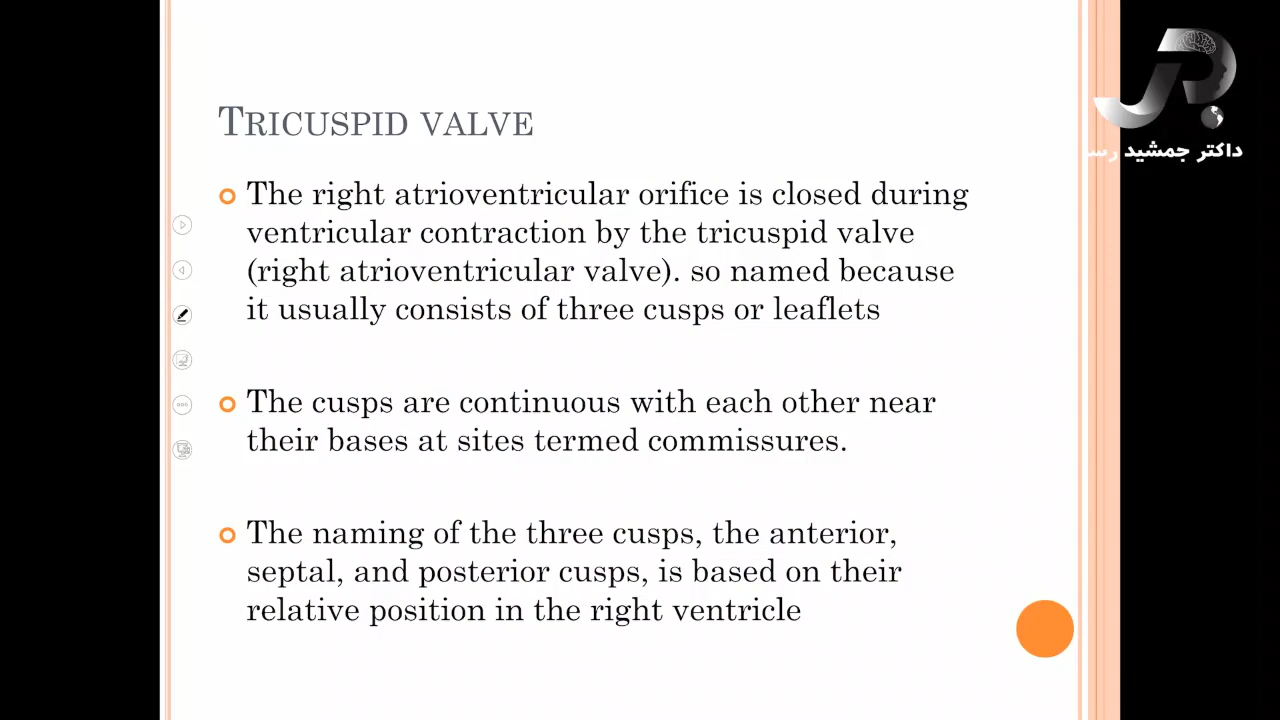 TRICUSPID VALVE
The right atrioventricular orifice is closed during
ventricular contraction by the tricuspid valve
(right atrioventricular valve). so named because
it usually consists of three cusps or leaflets
The cusps are continuous with each other near
their bases at sites termed commissures.
The naming of the three cusps, the anterior,
septal, and posterior cusps, is based on their
relative position in the right ventricle
داکتر جمشید